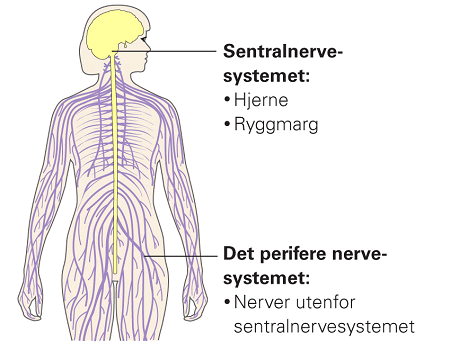 Sentralnerve-
systemet:
• Hjerne
• Ryggmarg
Det perifere nerve-
systemet:
• Nerver utenfor
sentralnervesystemet